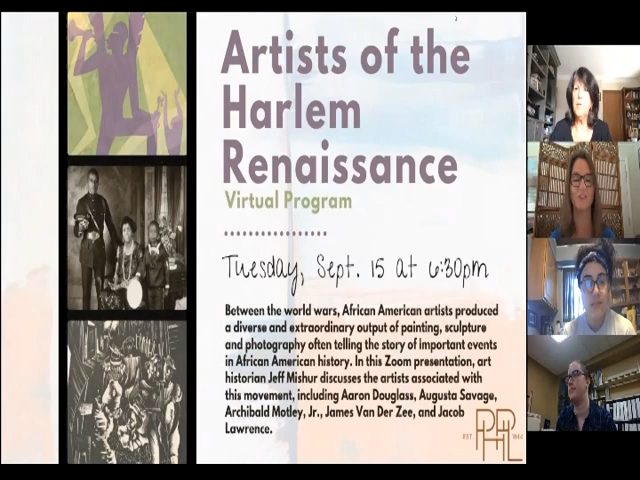 Artists of the
Harlem
Renaissance
Virtual Program
Tuesday, Sept. 15 at 6:30pm
Between the world wars, African American artists produced
a diverse and extraordinary output of painting, sculpture
and photography often telling the story of important events
in African American history. In this Zoom presentation, art
historian Jeff Mishur discusses the artists associated with
this movement, including Aaron Douglass, Augusta Savage,
Archibald Motley, Jr., James Van Der Zee, and Jacob
Lawrence.
EST. 1944